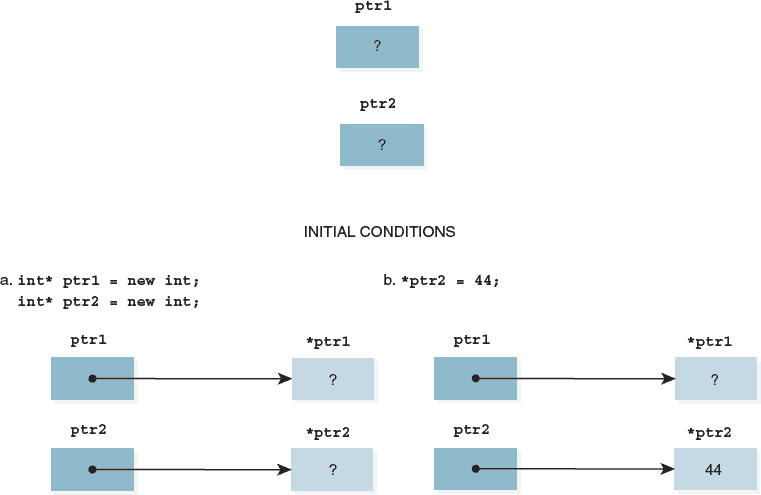 ptr1
?
ptr2
?
INITIAL CONDITIONS
a. int* ptr1 = new int;
int* ptr2 = new int;
ptr1
*ptr1
?
ptr2
*ptr2
?
b. *ptr2 = 44;
ptr1
*ptr1
?
ptr2
*ptr2
44